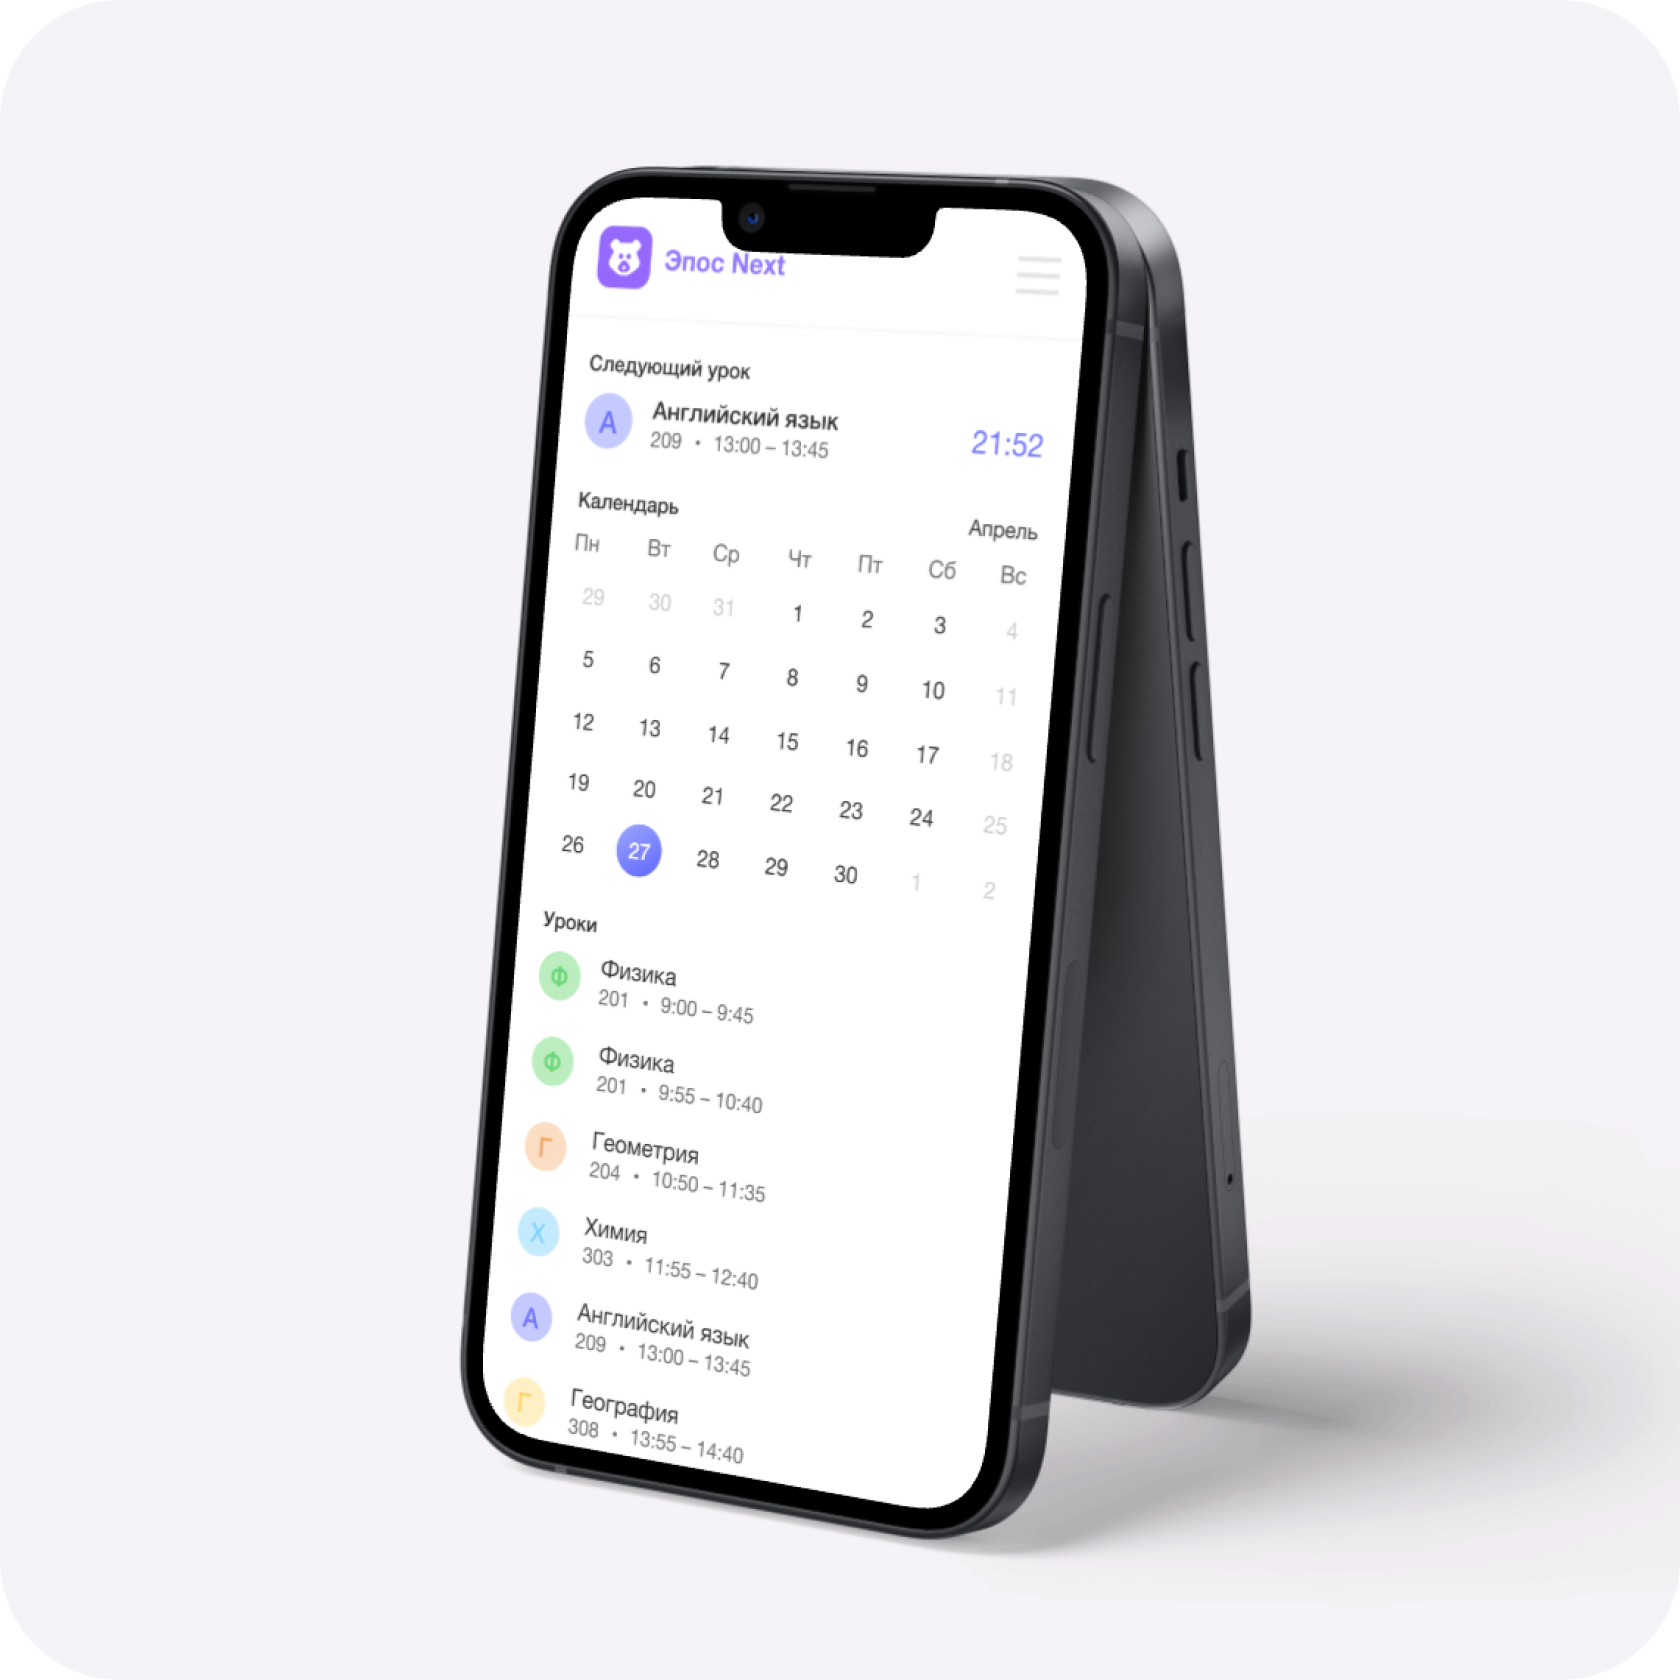 Эпос Next
Следующий урок
А
Английский язык
209 • 13:00 – 13:45
21:52
Календарь
Апрель
Пн Вт Ср Чт Пт Сб Вс
29 30 31 1 2 3 4
5 6 7 8 9 10 11
12 13 14 15 16 17 18
19 20 21 22 23 24 25
26 27 28 29 30 1 2
Уроки
Ф
Физика
201 • 9:00 – 9:45
Ф
Физика
201 • 9:55 – 10:40
Г
Геометрия
204 • 10:50 – 11:35
Х
Химия
303 • 11:55 – 12:40
А
Английский язык
209 • 13:00 – 13:45
Г
География
308 • 13:55 – 14:40